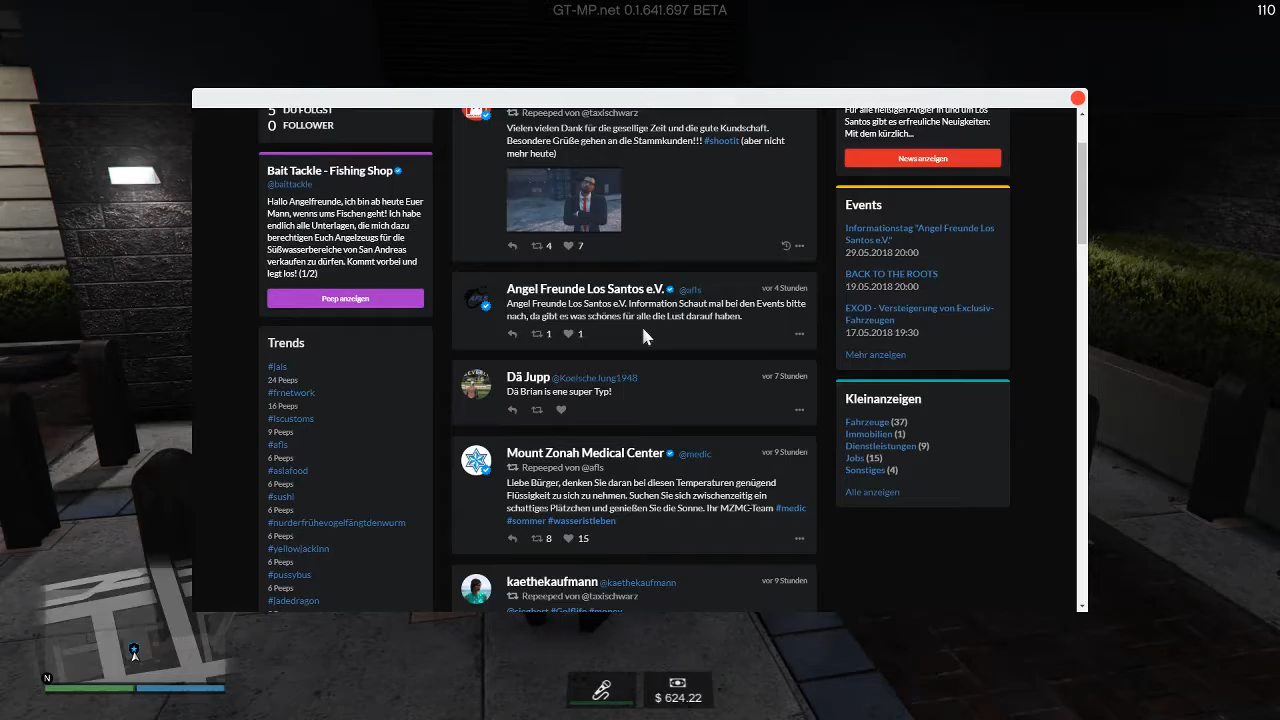 GT-MP.net 0.1.641.697 BETA
110
5 DU FOLGST
0 FOLLOWER
Bait Tackle - Fishing Shop
@baittackle
Hallo Angelfreunde, ich bin ab heute Euer
Mann, wenns ums Fischen geht! Ich habe
endlich alle Unterlagen, die mich dazu
berechtigen Euch Angelzeugs für die
Süßwasserbereiche von San Andreas
verkaufen zu dürfen. Kommt vorbei und
legt los! (1/2)
Peep anzeigen
Trends
#jals
24 Peeps
#frnetwork
16 Peeps
#lscustoms
9 Peeps
#afls
6 Peeps
#asiafood
6 Peeps
#sushi
6 Peeps
#nurderfrühevogelfängtdenwurm
6 Peeps
#yellowjackinn
6 Peeps
#pussybus
6 Peeps
#jadedragon
Repeeped von @taxischwarz
Vielen vielen Dank für die gesellige Zeit und die gute Kundschaft.
Besondere Grüße gehen an die Stammkunden!!! #shootit (aber nicht
mehr heute)
4 7
Angel Freunde Los Santos e.V. @afls vor 4 Stunden
Angel Freunde Los Santos e.V. Information Schaut mal bei den Events bitte
nach, da gibt es was schönes für alle die Lust darauf haben.
1 1
Dä Jupp @KoelscheJung1948 vor 7 Stunden
Dä Brian is ene super Typ!
Mount Zonah Medical Center @medic vor 9 Stunden
Repeeped von @afls
Liebe Bürger, denken Sie daran bei diesen Temperaturen genügend
Flüssigkeit zu sich zu nehmen. Suchen Sie sich zwischenzeitig ein
schattiges Plätzchen und genießen Sie die Sonne. Ihr MZMC-Team #medic
#sommer #wasseristleben
8 15
kaethekaufmann @kaethekaufmann vor 9 Stunden
Repeeped von @taxischwarz
@siegbert #Golflife #money
Für alle fleißigen Angler in und um Los
Santos gibt es erfreuliche Neuigkeiten:
Mit dem kürzlich...
News anzeigen
Events
Informationstag "Angel Freunde Los
Santos e.V."
29.05.2018 20:00
BACK TO THE ROOTS
19.05.2018 20:00
EXOD - Versteigerung von Exclusiv-
Fahrzeugen
17.05.2018 19:30
Mehr anzeigen
Kleinanzeigen
Fahrzeuge (37)
Immobilien (1)
Dienstleistungen (9)
Jobs (15)
Sonstiges (4)
Alle anzeigen
N
$ 624.22